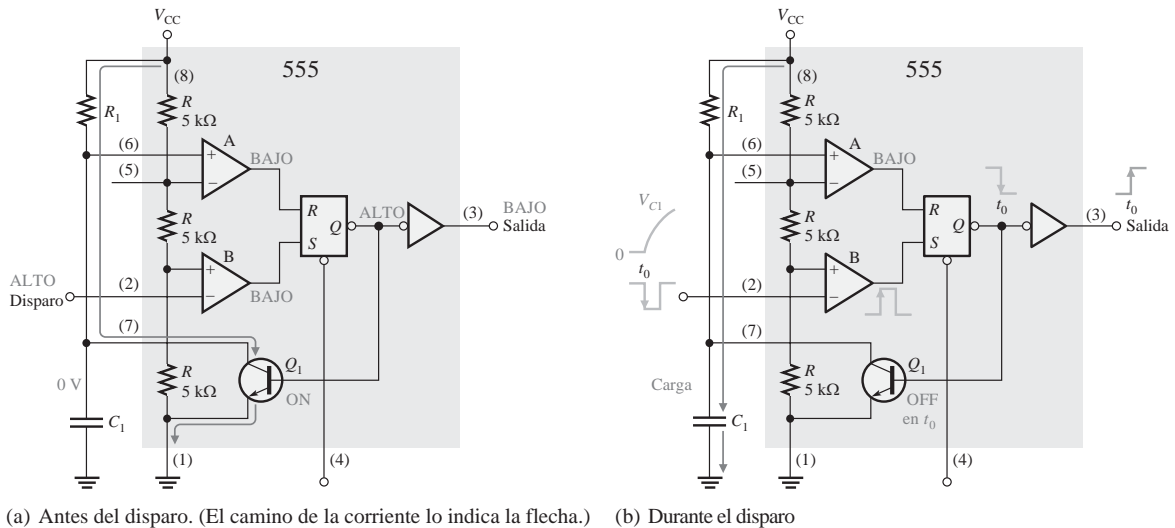 V_CC
555
(8)
R
5 kΩ
R_1
(6)
A
+
−
BAJO
(5)
R
5 kΩ
R
S
Q
ALTO
(3)
BAJO
Salida
B
+
−
BAJO
ALTO
Disparo
(2)
(7)
Q_1
R
5 kΩ
ON
0 V
C_1
(1)
(4)
(a) Antes del disparo. (El camino de la corriente lo indica la flecha.)
V_CC
555
(8)
R
5 kΩ
R_1
(6)
A
+
−
BAJO
(5)
R
5 kΩ
R
S
Q
t_0
(3)
t_0
Salida
V_C1
0
t_0
B
+
−
(2)
(7)
Q_1
R
5 kΩ
OFF
en t_0
Carga
C_1
(1)
(4)
(b) Durante el disparo